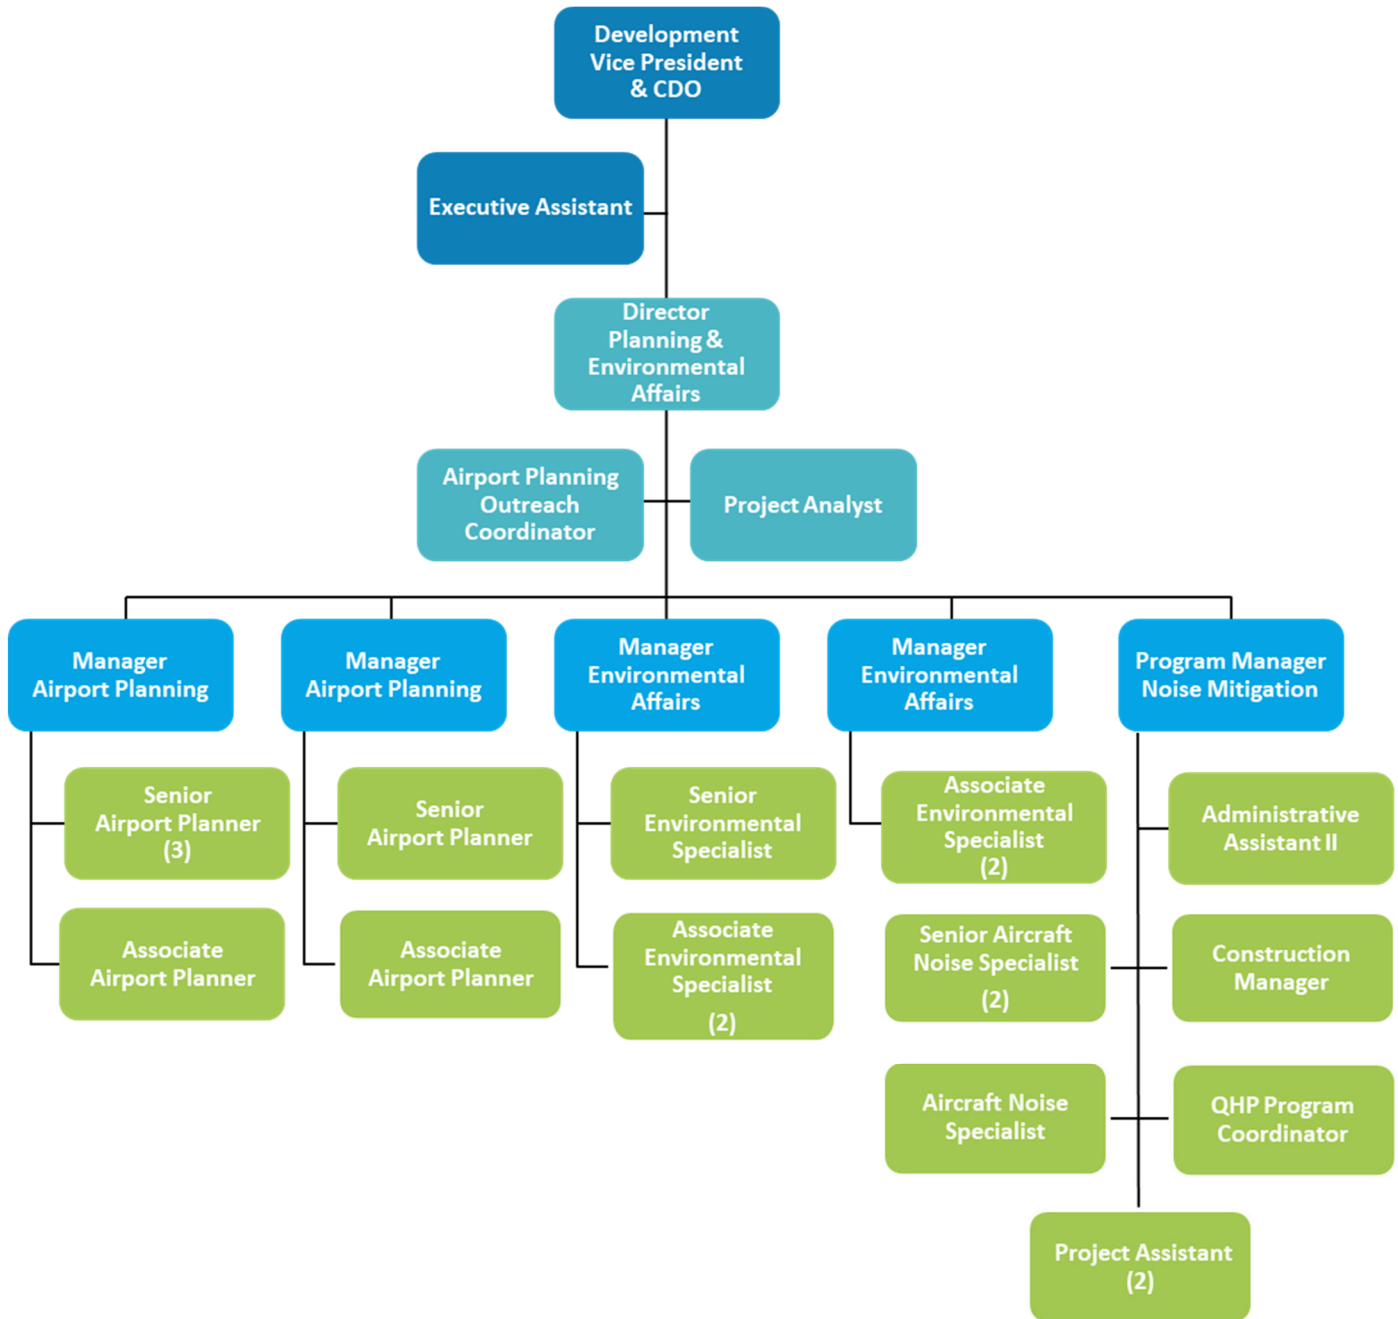 Development
Vice President
& CDO
Executive Assistant
Director
Planning &
Environmental
Affairs
Airport Planning
Outreach
Coordinator
Project Analyst
Manager
Airport Planning
Manager
Airport Planning
Manager
Environmental
Affairs
Manager
Environmental
Affairs
Program Manager
Noise Mitigation
Senior
Airport Planner
(3)
Senior
Airport Planner
Senior
Environmental
Specialist
Associate
Environmental
Specialist
(2)
Administrative
Assistant II
Associate
Airport Planner
Associate
Airport Planner
Associate
Environmental
Specialist
(2)
Senior Aircraft
Noise Specialist
(2)
Construction
Manager
Aircraft Noise
Specialist
QHP Program
Coordinator
Project Assistant
(2)